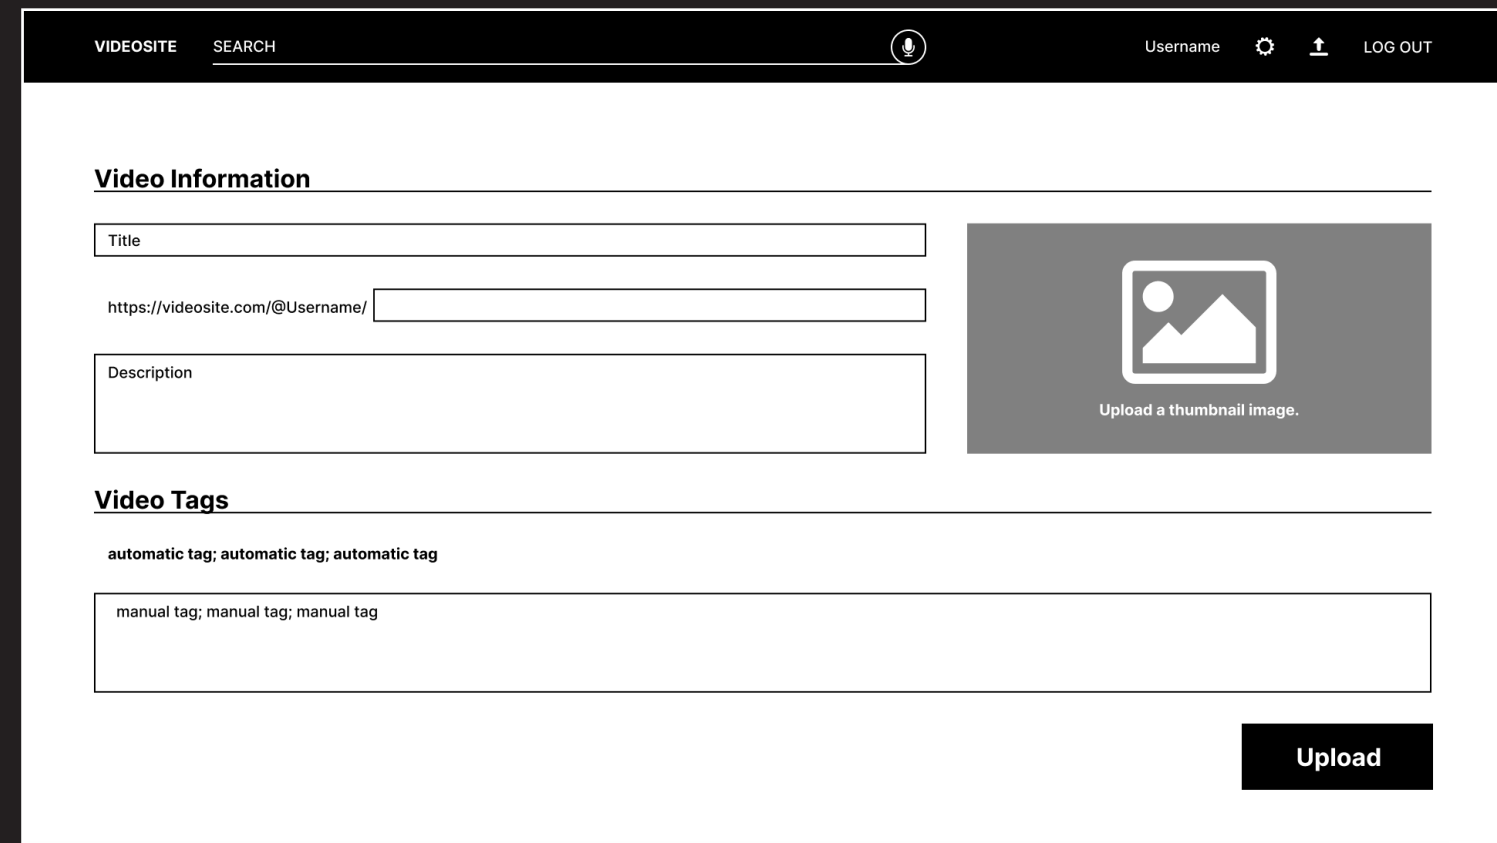 VIDEOSITE SEARCH Username LOG OUT
Video Information
Title
https://videosite.com/@Username/
Description
Upload a thumbnail image.
Video Tags
automatic tag; automatic tag; automatic tag
manual tag; manual tag; manual tag
Upload